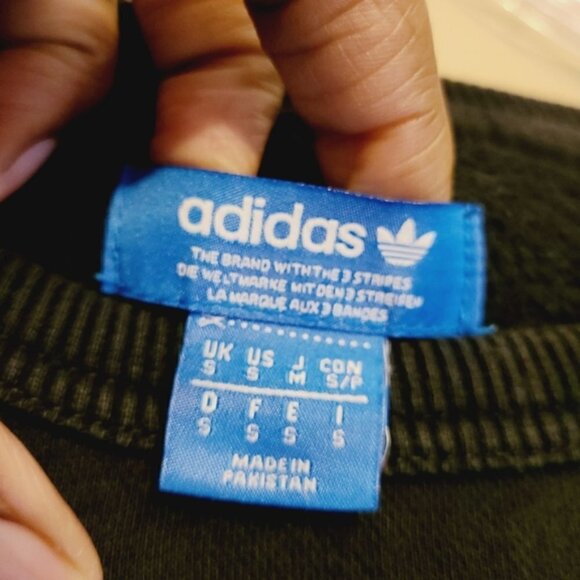 adidas
THE BRAND WITH THE 3 STRIPES
DIE WELTMARKE MIT DEN 3 STREIFEN
LA MARQUE AUX 3 BANDES
UK US J CDN
S S M S/P
D F E I
S S S S
MADE IN
PAKISTAN